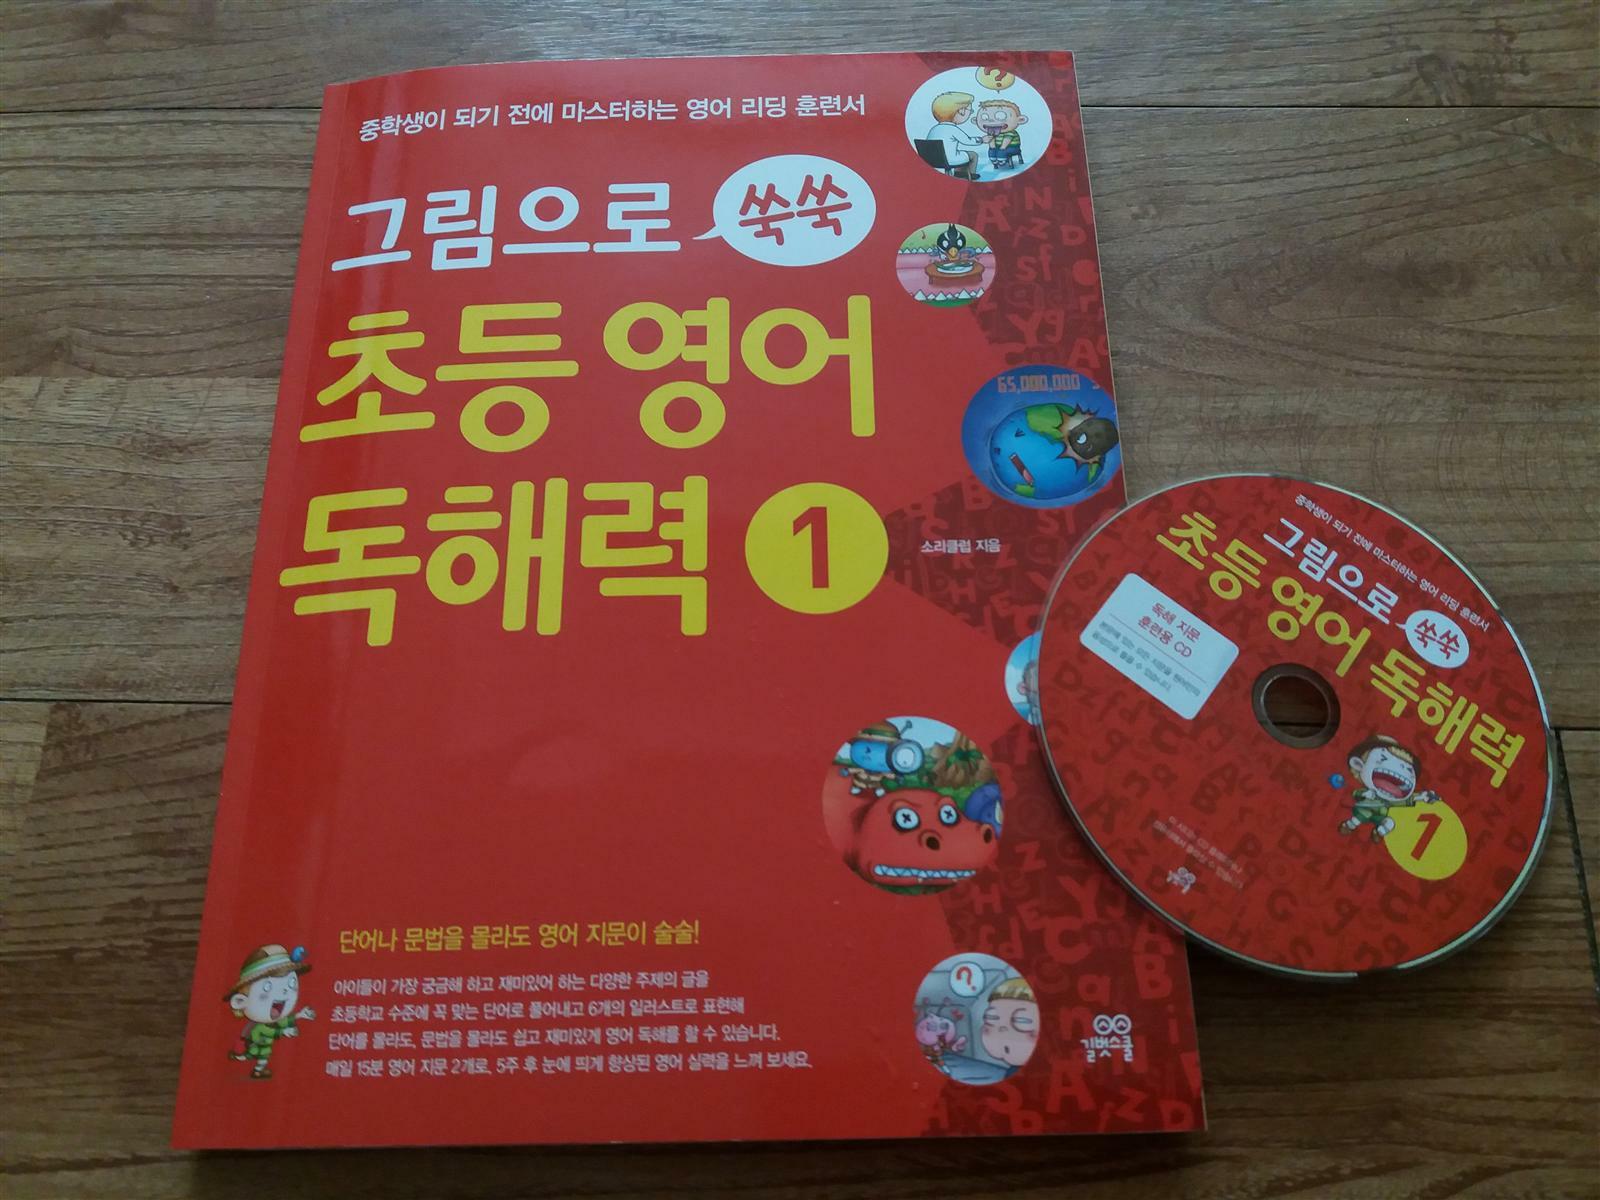 중학생이 되기 전에 마스터하는 영어 리딩 훈련서
그림으로 쑥쑥
초등 영어
독해력 1
소리클럽 지음
65,000,000
단어나 문법을 몰라도 영어 지문이 술술!
아이들이 가장 궁금해 하고 재미있어 하는 다양한 주제의 글을
초등학교 수준에 꼭 맞는 단어로 풀어내고 6개의 일러스트로 표현해
단어를 몰라도, 문법을 몰라도 쉽고 재미있게 영어 독해를 할 수 있습니다.
매일 15분 영어 지문 2개로, 5주 후 눈에 띄게 향상된 영어 실력을 느껴 보세요.
길벗스쿨
중학생이 되기 전에 마스터하는 영어 리딩 훈련서
그림으로 쑥쑥
초등 영어 독해력
1
독해 지문
훈련용 CD